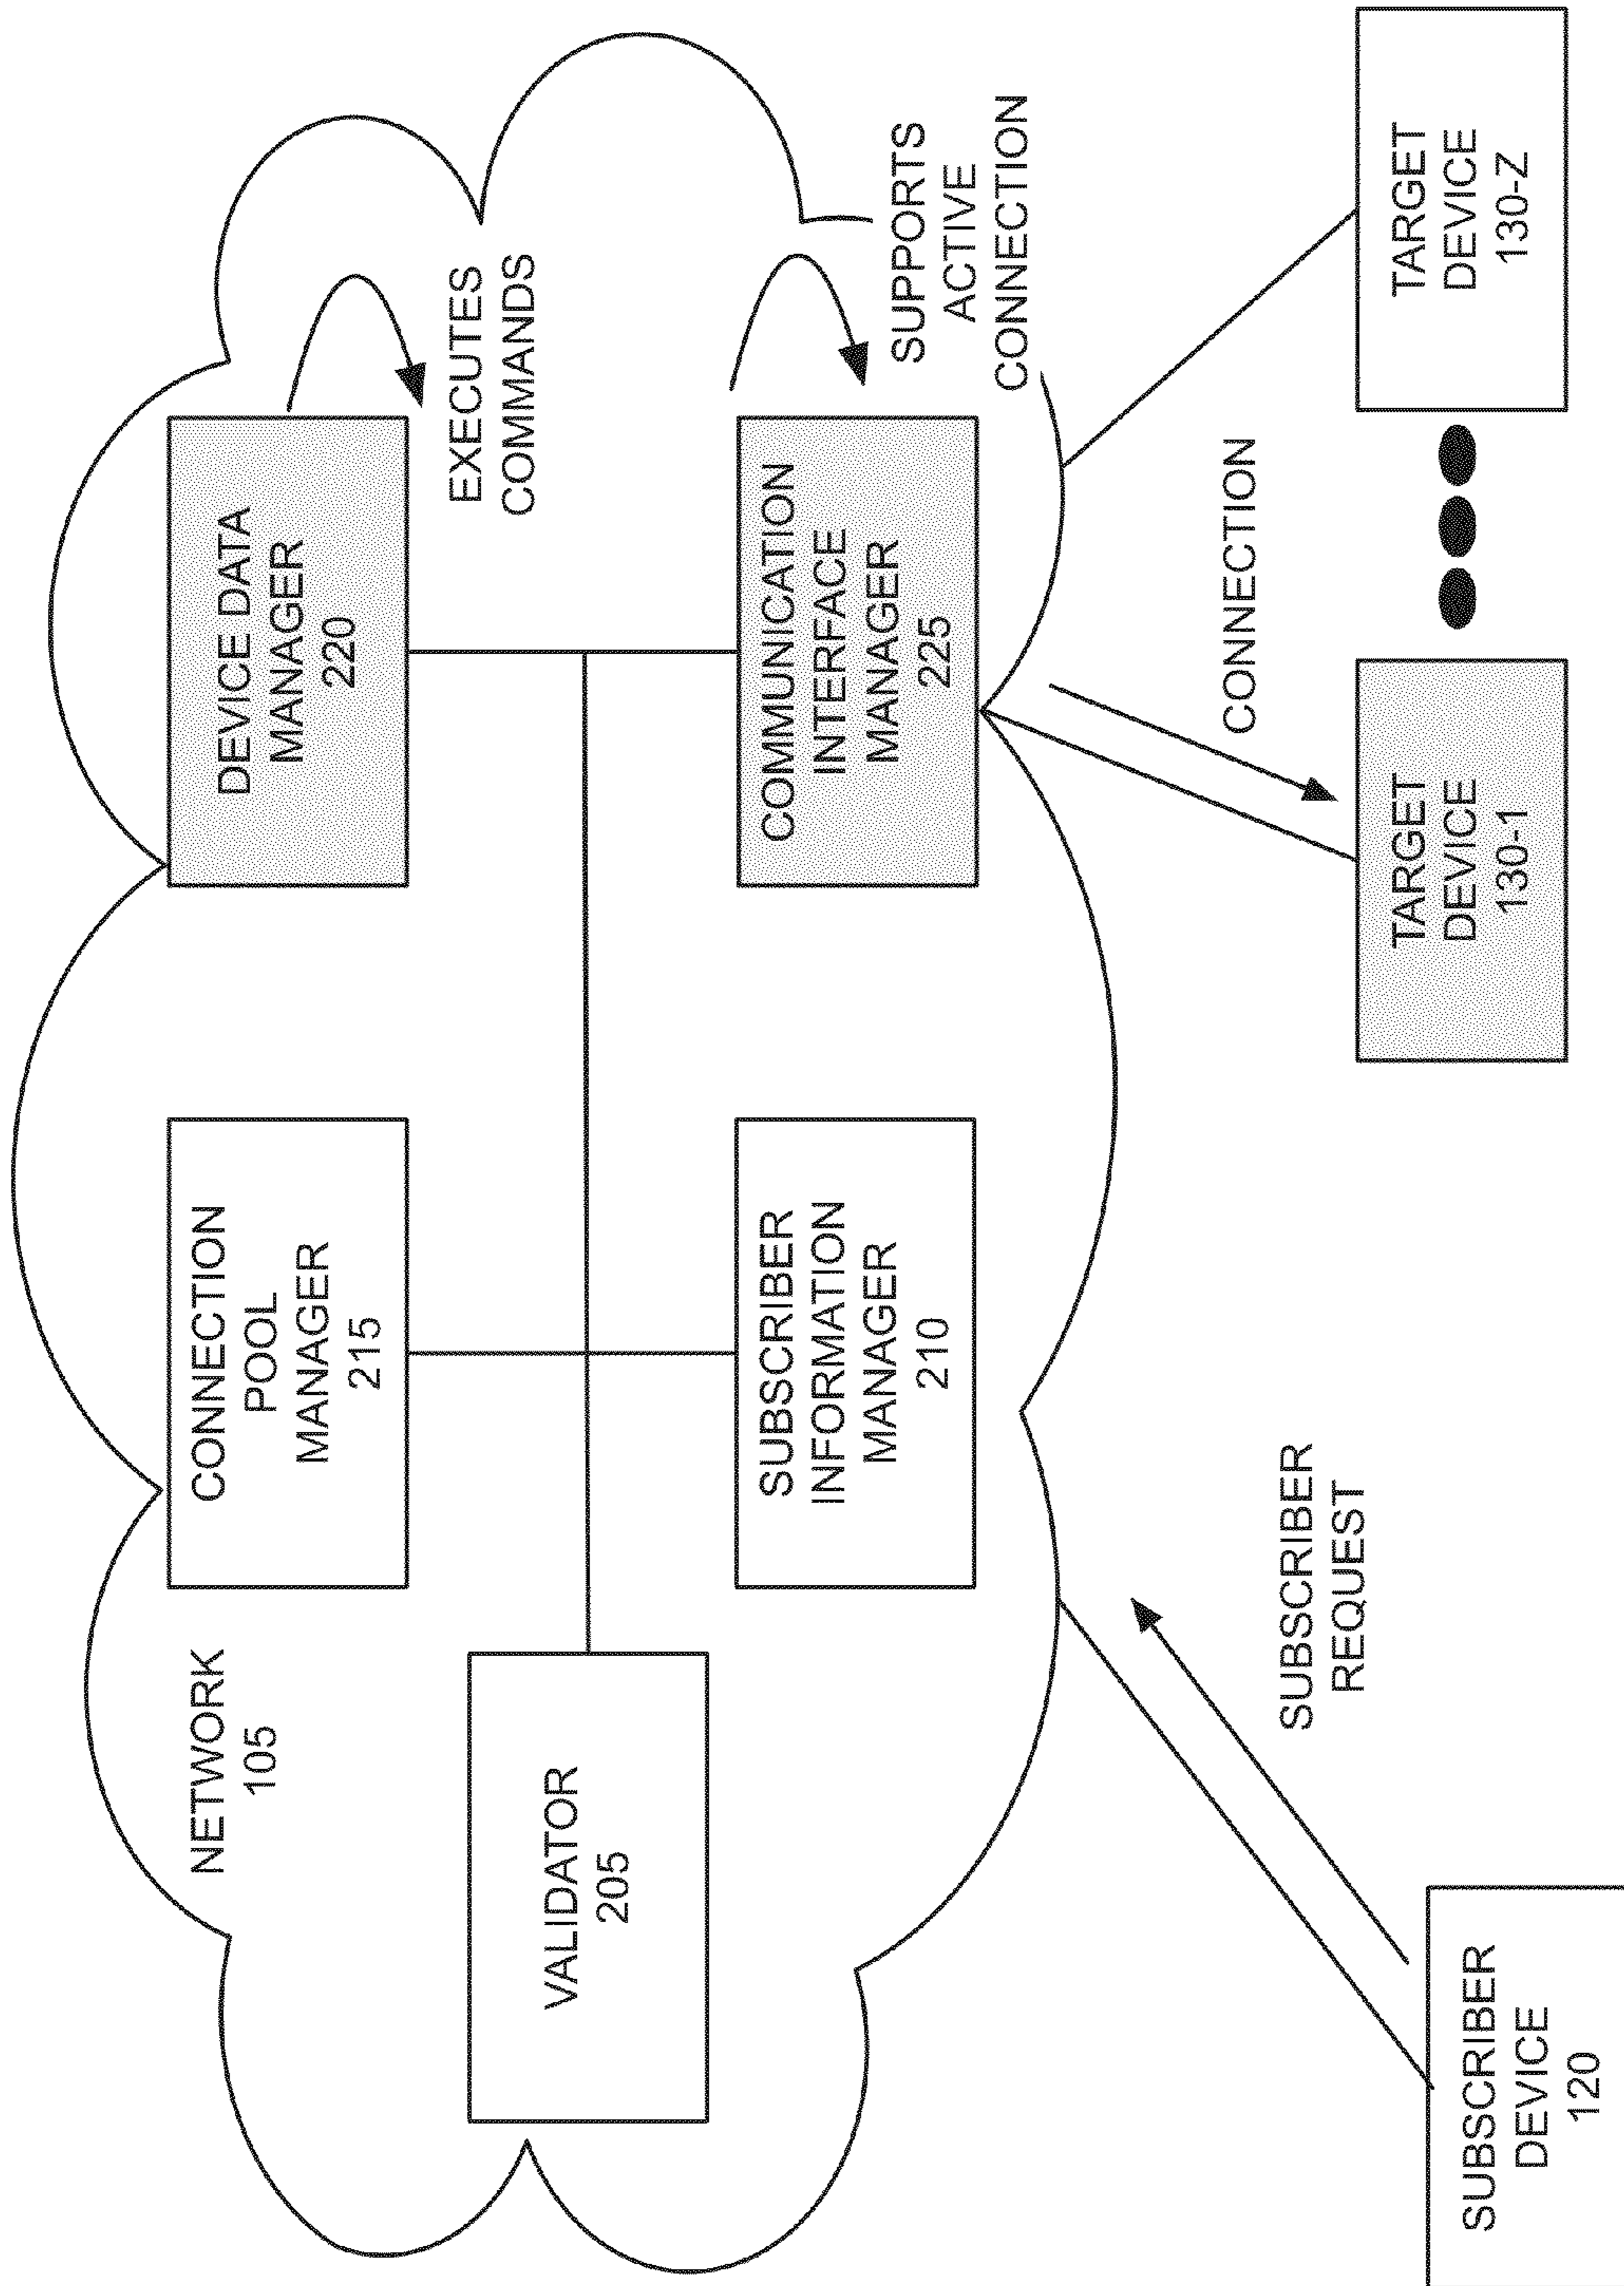 NETWORK
105
CONNECTION
POOL
MANAGER
215
DEVICE DATA
MANAGER
220
EXECUTES
COMMANDS
VALIDATOR
205
SUBSCRIBER
INFORMATION
MANAGER
210
COMMUNICATION
INTERFACE
MANAGER
225
SUPPORTS
ACTIVE
CONNECTION
SUBSCRIBER
REQUEST
CONNECTION
SUBSCRIBER
DEVICE
120
TARGET
DEVICE
130-1
TARGET
DEVICE
130-Z